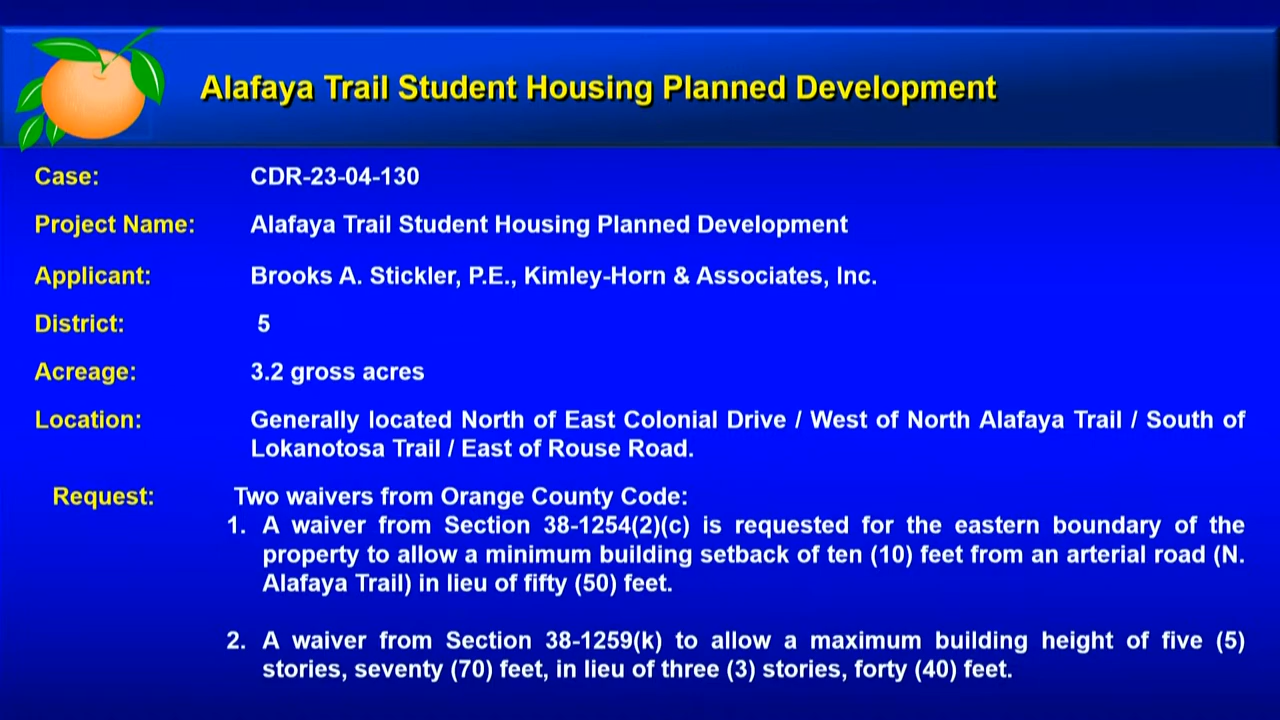 Alafaya Trail Student Housing Planned Development
Case: CDR-23-04-130
Project Name: Alafaya Trail Student Housing Planned Development
Applicant: Brooks A. Stickler, P.E., Kimley-Horn & Associates, Inc.
District: 5
Acreage: 3.2 gross acres
Location: Generally located North of East Colonial Drive / West of North Alafaya Trail / South of
Lokanotosa Trail / East of Rouse Road.
Request: Two waivers from Orange County Code:
1. A waiver from Section 38-1254(2)(c) is requested for the eastern boundary of the
property to allow a minimum building setback of ten (10) feet from an arterial road (N.
Alafaya Trail) in lieu of fifty (50) feet.
2. A waiver from Section 38-1259(k) to allow a maximum building height of five (5)
stories, seventy (70) feet, in lieu of three (3) stories, forty (40) feet.